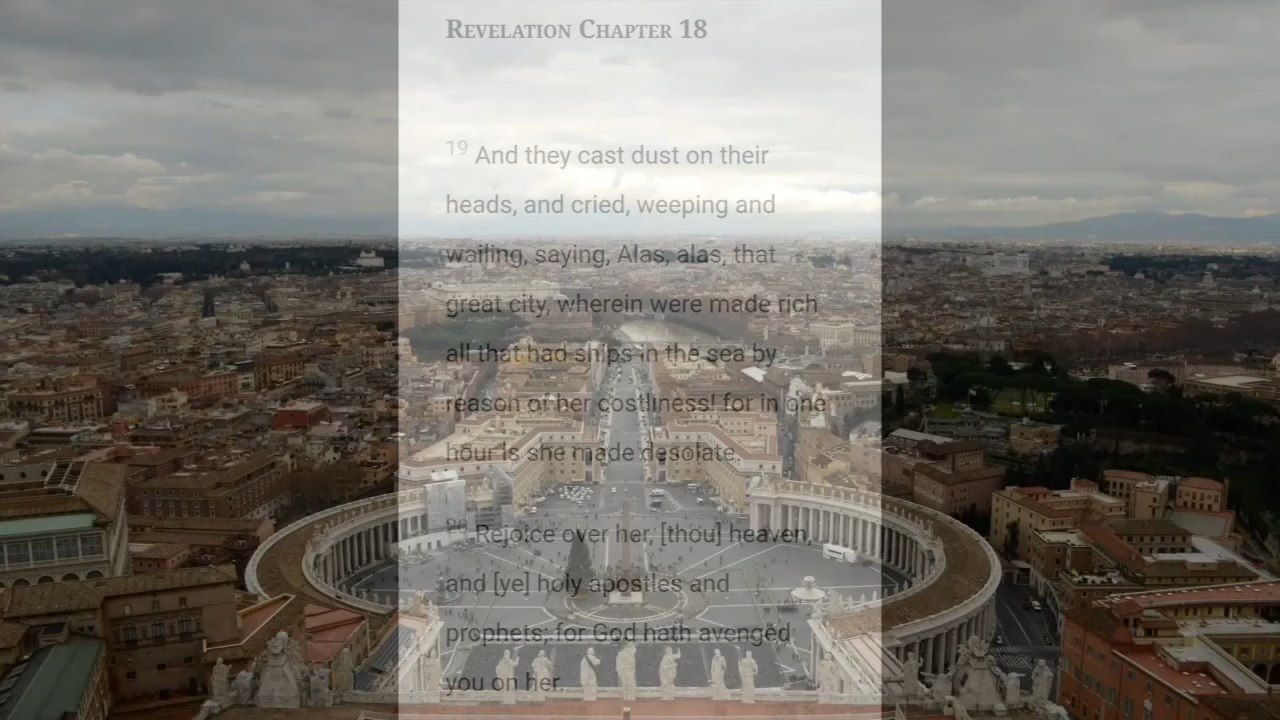 Revelation Chapter 18
19 And they cast dust on their
heads, and cried, weeping and
wailing, saying, Alas, alas, that
great city, wherein were made rich
all that had ships in the sea by
reason of her costliness! for in one
hour is she made desolate.
20 Rejoice over her, [thou] heaven,
and [ye] holy apostles and
prophets; for God hath avenged
you on her.